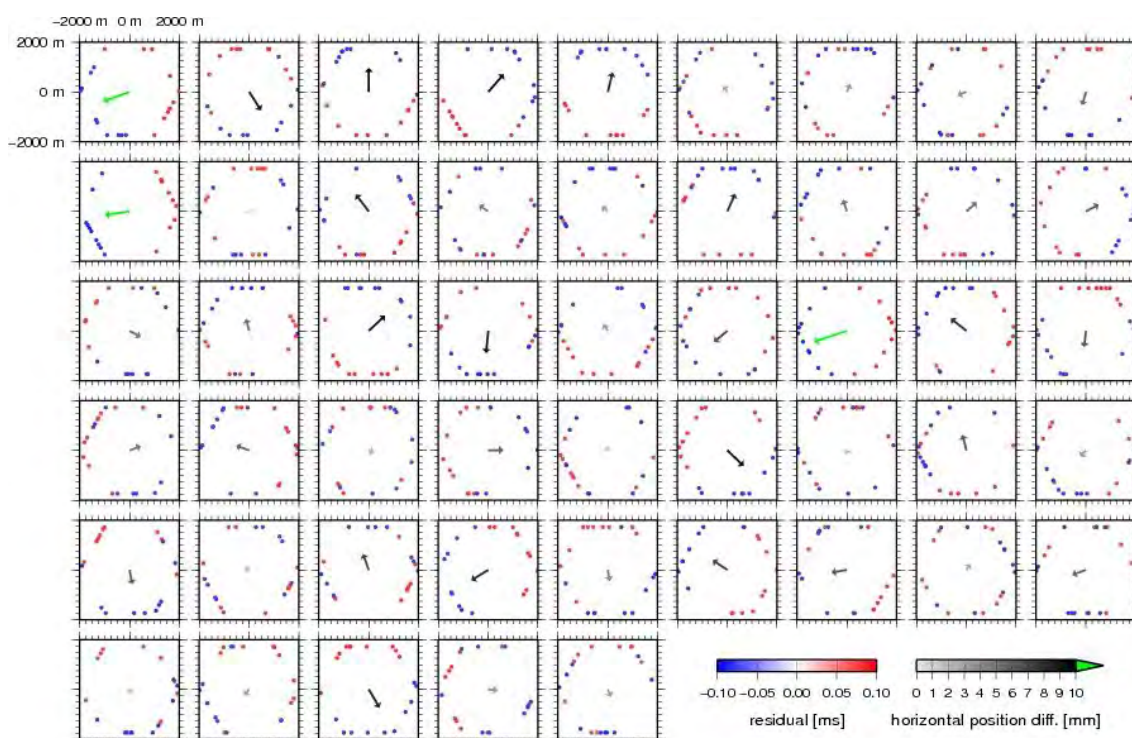 −2000 m 0 m 2000 m
2000 m
0 m
−2000 m
−0.10 −0.05 0.00 0.05 0.10
residual [ms]
0 1 2 3 4 5 6 7 8 9 10
horizontal position diff. [mm]